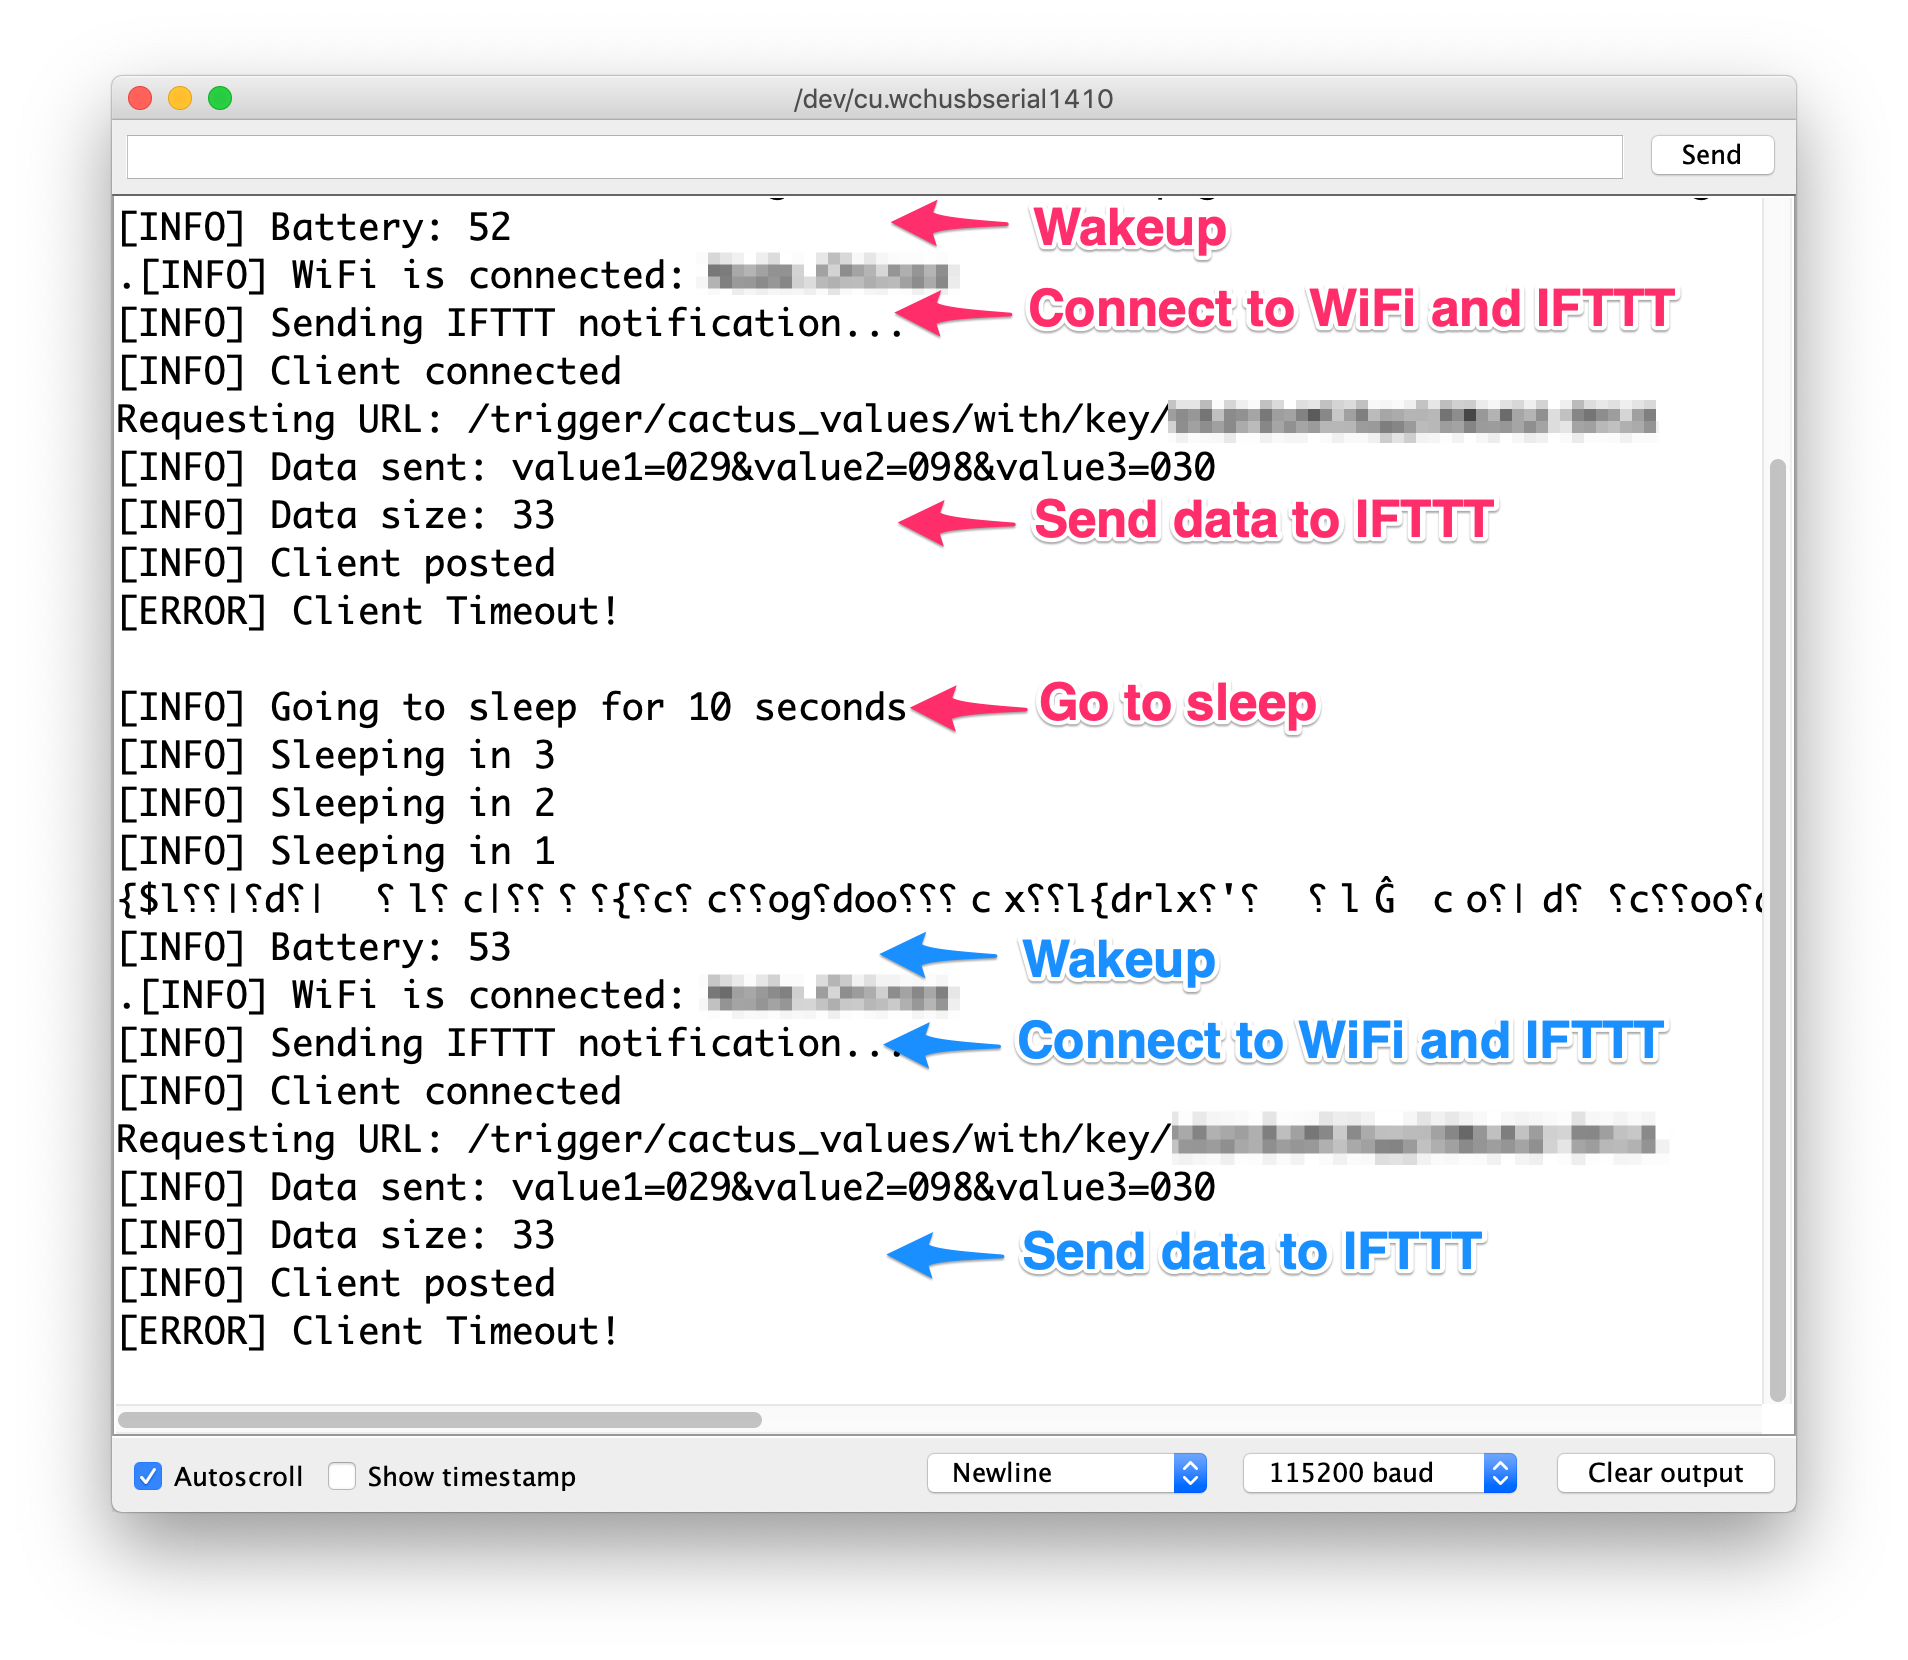 /dev/cu.wchusbserial1410
Send
[INFO] Battery: 52
Wakeup
.[INFO] WiFi is connected:
Connect to WiFi and IFTTT
[INFO] Sending IFTTT notification...
[INFO] Client connected
Requesting URL: /trigger/cactus_values/with/key/
[INFO] Data sent: value1=029&value2=098&value3=030
[INFO] Data size: 33
Send data to IFTTT
[INFO] Client posted
[ERROR] Client Timeout!
[INFO] Going to sleep for 10 seconds
Go to sleep
[INFO] Sleeping in 3
[INFO] Sleeping in 2
[INFO] Sleeping in 1
{$l⸮⸮|⸮d⸮|  ⸮ l⸮ c|⸮⸮ ⸮ ⸮{⸮c⸮ c⸮⸮og⸮doo⸮⸮⸮ c x⸮⸮l{drlx⸮'⸮  ⸮ l Ĝ  c o⸮| d⸮ ⸮c⸮⸮oo⸮
[INFO] Battery: 53
Wakeup
.[INFO] WiFi is connected:
[INFO] Sending IFTTT notification...
Connect to WiFi and IFTTT
[INFO] Client connected
Requesting URL: /trigger/cactus_values/with/key/
[INFO] Data sent: value1=029&value2=098&value3=030
[INFO] Data size: 33
Send data to IFTTT
[INFO] Client posted
[ERROR] Client Timeout!
Autoscroll
Show timestamp
Newline
115200 baud
Clear output